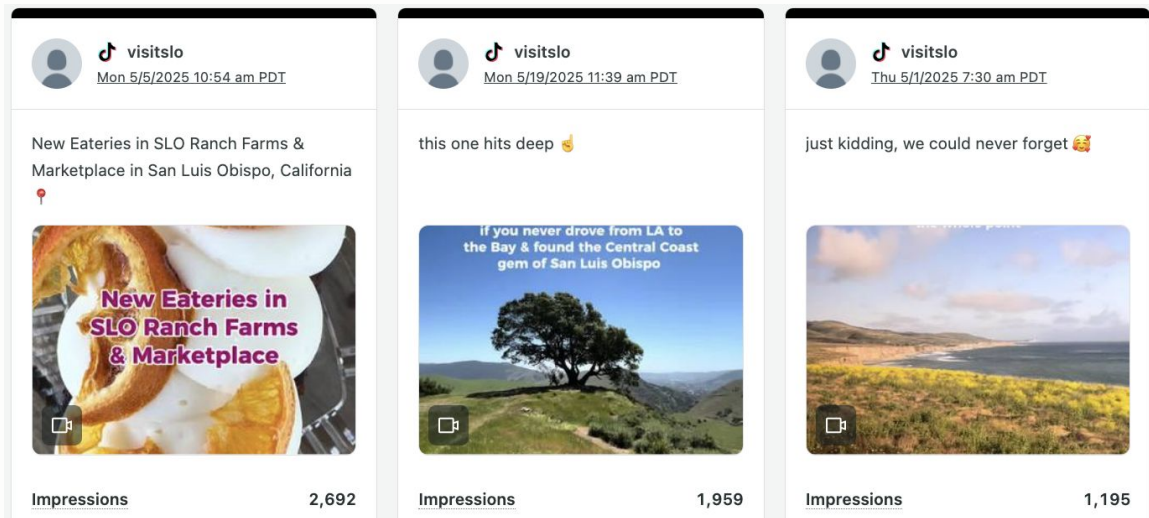 visitslo
Mon 5/5/2025 10:54 am PDT
New Eateries in SLO Ranch Farms &
Marketplace in San Luis Obispo, California
📍
New Eateries in
SLO Ranch Farms
& Marketplace
Impressions 2,692
visitslo
Mon 5/19/2025 11:39 am PDT
this one hits deep ☝️
if you never drove from LA to
the Bay & found the Central Coast
gem of San Luis Obispo
Impressions 1,959
visitslo
Thu 5/1/2025 7:30 am PDT
just kidding, we could never forget 🥰
the whole point
Impressions 1,195